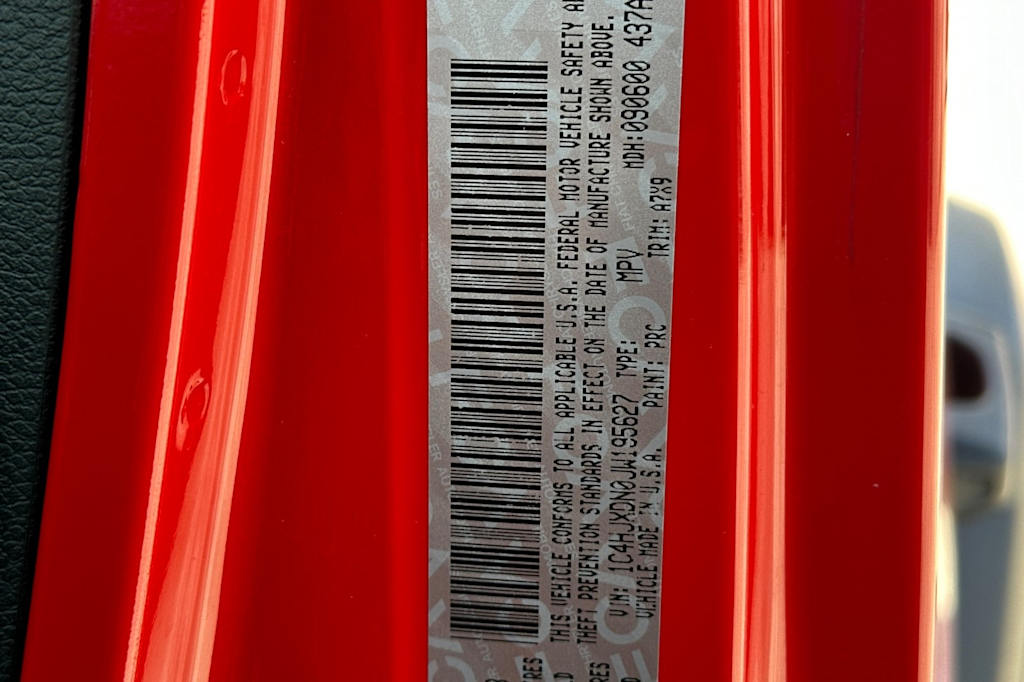 THIS VEHICLE CONFORMS TO ALL APPLICABLE U.S.A. FEDERAL MOTOR VEHICLE SAFETY
THEFT PREVENTION STANDARDS IN EFFECT ON THE DATE OF MANUFACTURE SHOWN ABOVE.
VIN: 1C4HJXDN0JW195627 TYPE: MPV MDH:090600 437A
VEHICLE MADE IN U.S.A. PAINT: PRC TRIM: A7X9